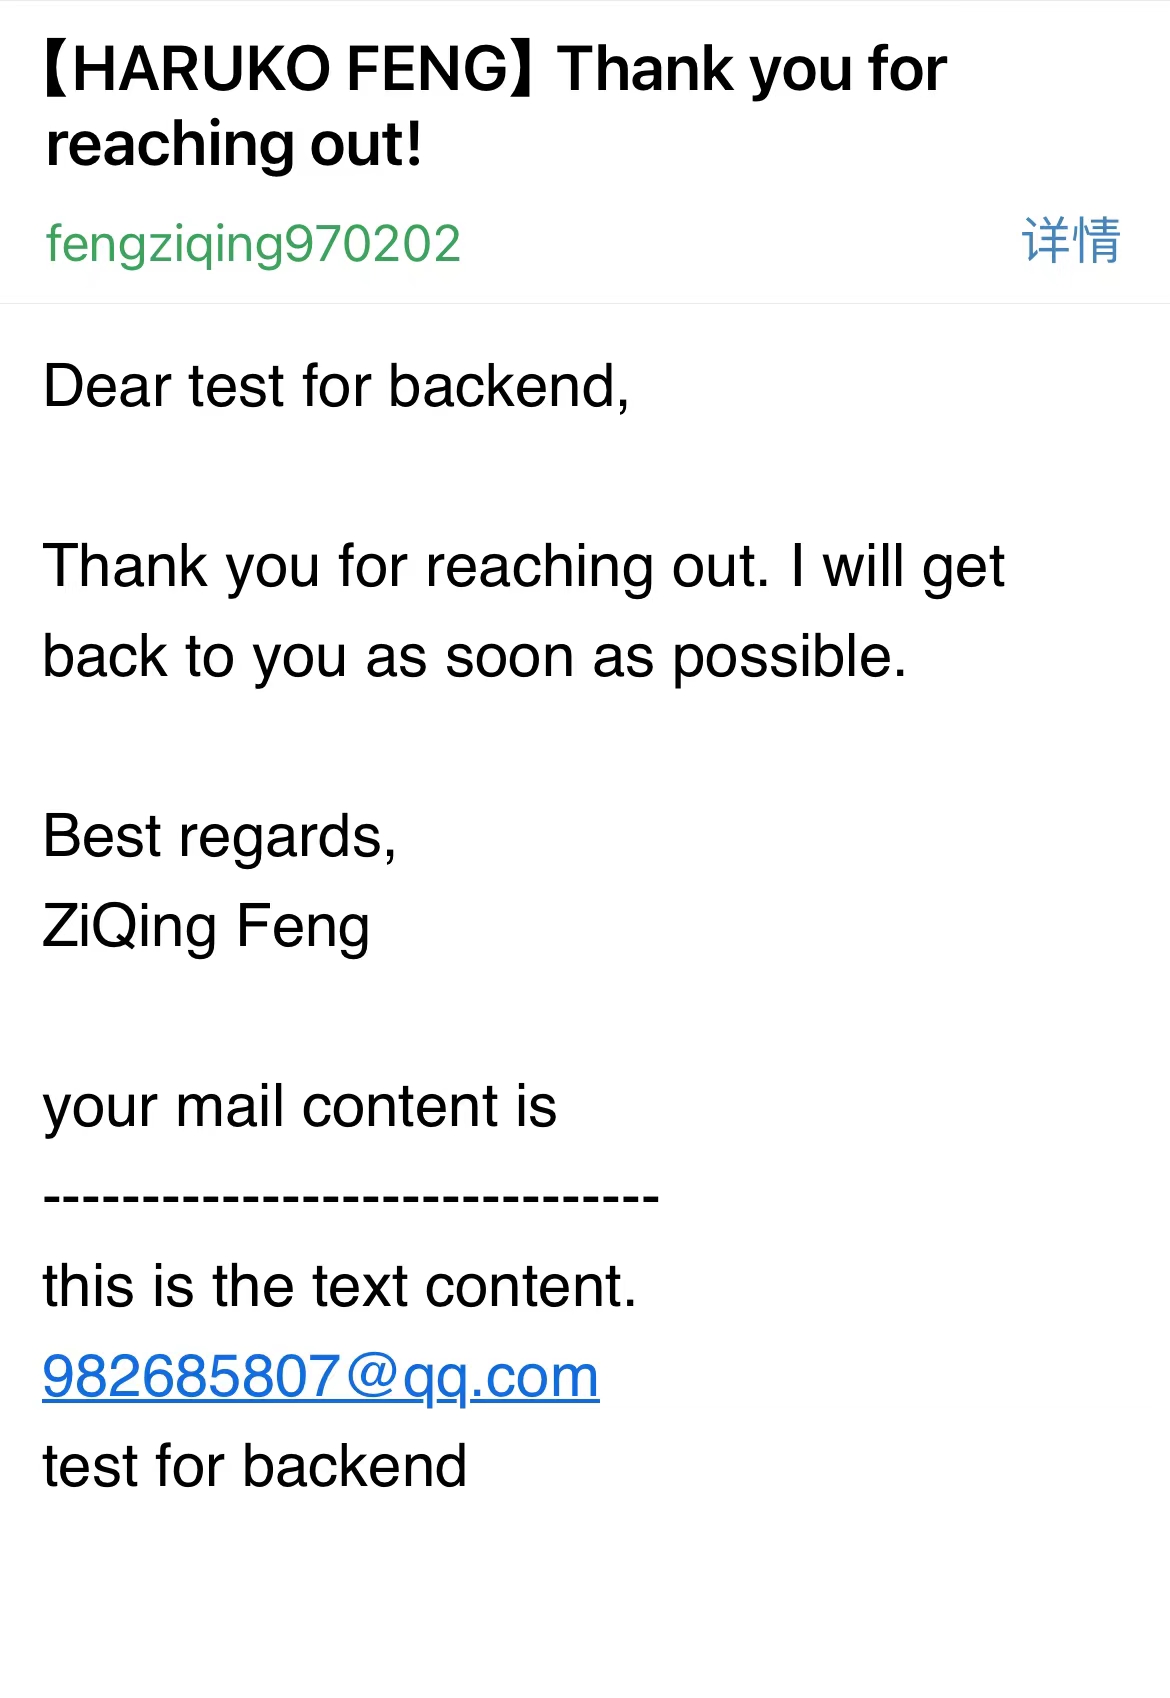 【HARUKO FENG】Thank you for
reaching out!
fengziqing970202
详情
Dear test for backend,
Thank you for reaching out. I will get
back to you as soon as possible.
Best regards,
ZiQing Feng
your mail content is
-------------------------------
this is the text content.
982685807@qq.com
test for backend